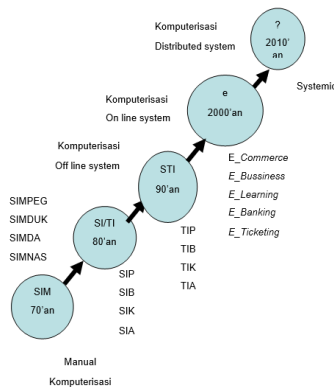 ?
2010'
an
Komputerisasi
Distributed system
Systemic
e
2000'an
Komputerisasi
On line system
E_Commerce
E_Bussiness
E_Learning
E_Banking
E_Ticketing
Komputerisasi
Off line system
STI
90'an
TIP
TIB
TIK
TIA
SIMPEG
SIMDUK
SIMDA
SIMNAS
SI/TI
80'an
SIP
SIB
SIK
SIA
SIM
70'an
Manual
Komputerisasi